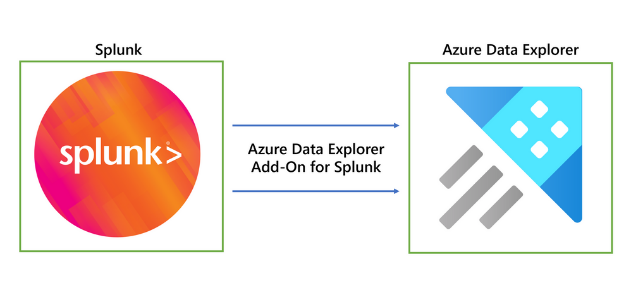 Splunk
Azure Data Explorer
splunk>
Azure Data Explorer
Add-On for Splunk